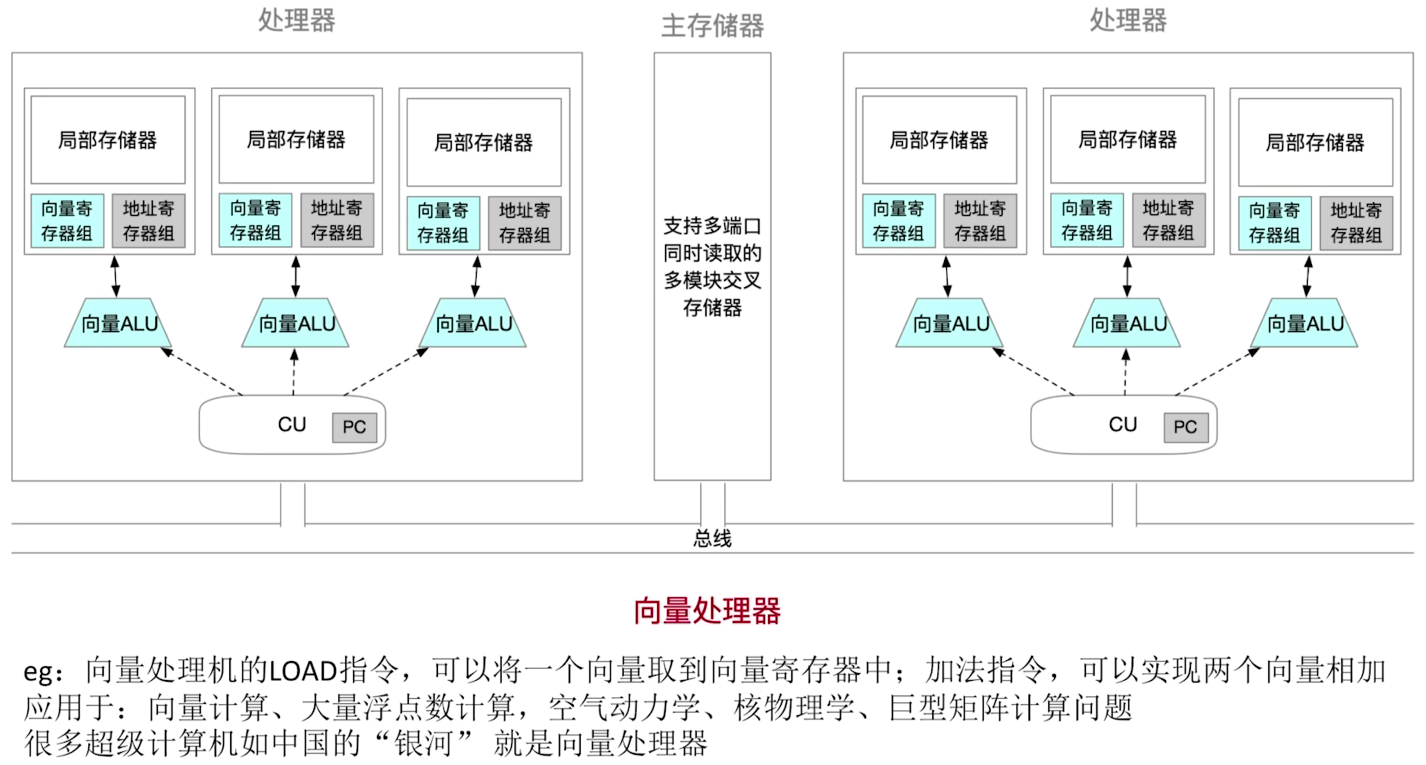 处理器
主存储器
处理器
局部存储器
局部存储器
局部存储器
向量寄
存器组
地址寄
存器组
向量寄
存器组
地址寄
存器组
向量寄
存器组
地址寄
存器组
向量ALU
向量ALU
向量ALU
CU
PC
支持多端口
同时读取的
多模块交叉
存储器
局部存储器
局部存储器
局部存储器
向量寄
存器组
地址寄
存器组
向量寄
存器组
地址寄
存器组
向量寄
存器组
地址寄
存器组
向量ALU
向量ALU
向量ALU
CU
PC
总线
向量处理器
eg：向量处理机的LOAD指令，可以将一个向量取到向量寄存器中；加法指令，可以实现两个向量相加
应用于：向量计算、大量浮点数计算，空气动力学、核物理学、巨型矩阵计算问题
很多超级计算机如中国的“银河” 就是向量处理器